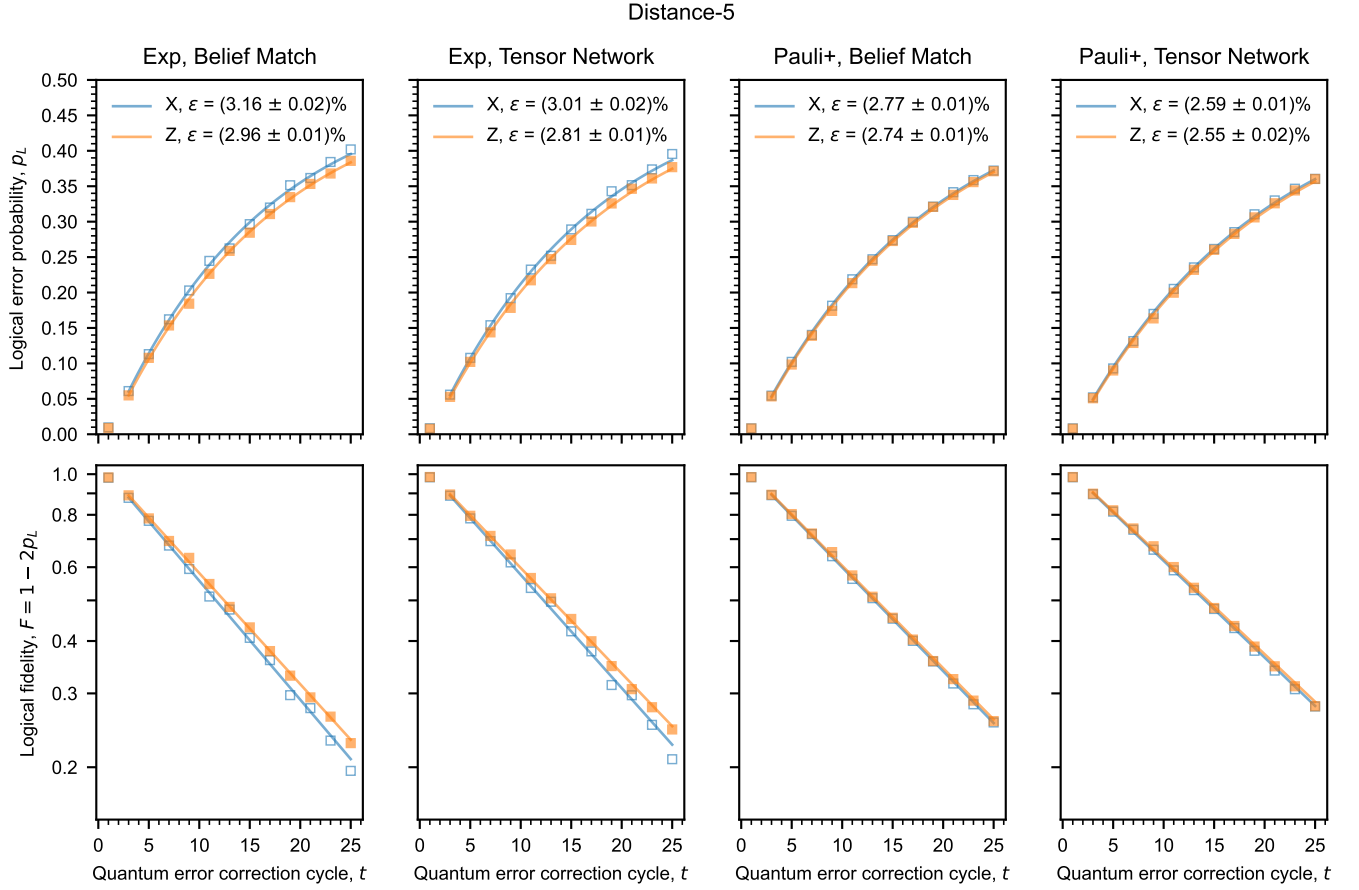 Distance-5
Exp, Belief Match
Exp, Tensor Network
Pauli+, Belief Match
Pauli+, Tensor Network
X, ε = (3.16 ± 0.02)%
Z, ε = (2.96 ± 0.01)%
X, ε = (3.01 ± 0.02)%
Z, ε = (2.81 ± 0.01)%
X, ε = (2.77 ± 0.01)%
Z, ε = (2.74 ± 0.01)%
X, ε = (2.59 ± 0.01)%
Z, ε = (2.55 ± 0.02)%
Logical error probability, p_L
0.50
0.45
0.40
0.35
0.30
0.25
0.20
0.15
0.10
0.05
0.00
Logical fidelity, F = 1 − 2p_L
1.0
0.8
0.6
0.4
0.3
0.2
0 5 10 15 20 25
0 5 10 15 20 25
0 5 10 15 20 25
0 5 10 15 20 25
Quantum error correction cycle, t
Quantum error correction cycle, t
Quantum error correction cycle, t
Quantum error correction cycle, t